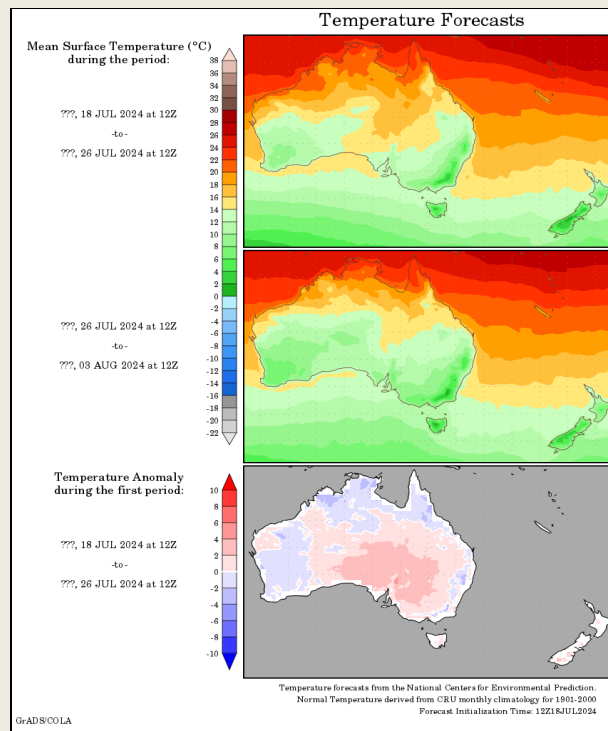 Temperature Forecasts
Mean Surface Temperature (°C)
during the period:
???, 18 JUL 2024 at 12Z
-to-
???, 26 JUL 2024 at 12Z
38
36
34
32
30
28
26
24
22
20
18
16
14
12
10
8
6
4
2
0
-2
-4
-6
-8
-10
-12
-14
-16
-18
-20
-22
???, 26 JUL 2024 at 12Z
-to-
???, 03 AUG 2024 at 12Z
Temperature Anomaly
during the first period:
???, 18 JUL 2024 at 12Z
-to-
???, 26 JUL 2024 at 12Z
10
8
6
4
2
0
-2
-4
-6
-8
-10
Temperature forecasts from the National Centers for Environmental Prediction.
Normal Temperature derived from CRU monthly climatology for 1901-2000
Forecast Initialization Time: 12Z18JUL2024
GrADS/COLA